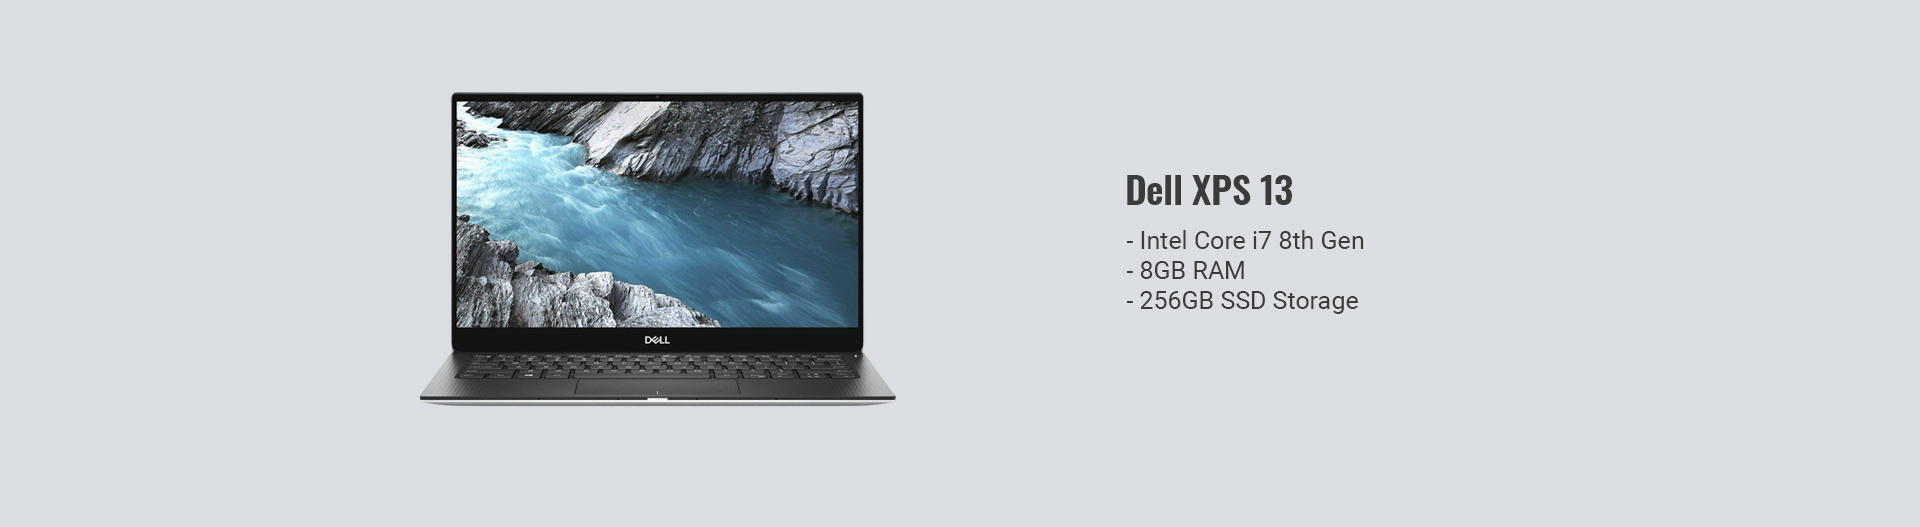 DELL
Dell XPS 13
- Intel Core i7 8th Gen
- 8GB RAM
- 256GB SSD Storage